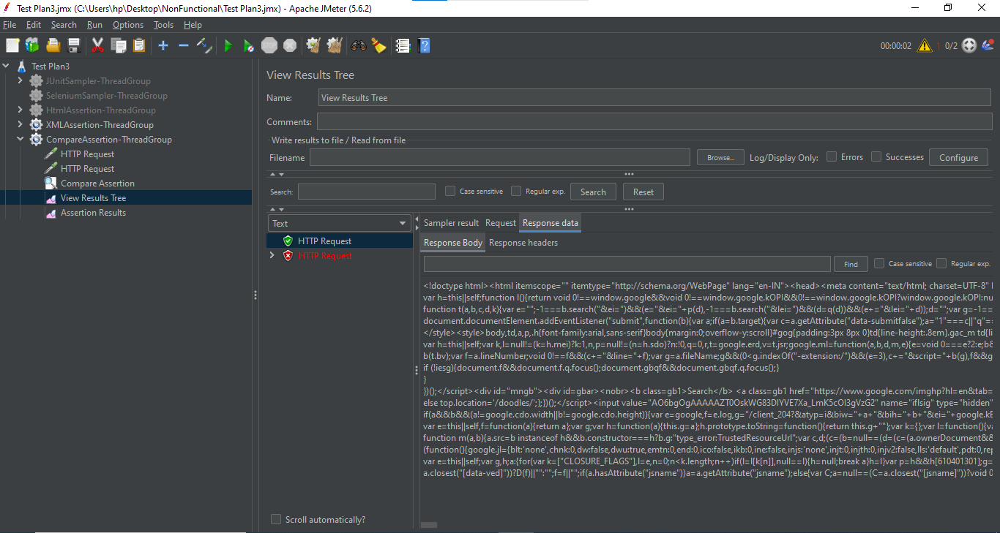 Test Plan3.jmx (C:\Users\hp\Desktop\NonFunctional\Test Plan3.jmx) - Apache JMeter (5.6.2)
File Edit Search Run Options Tools Help
00:00:02 1 0/2
Test Plan3
JUnitSampler-ThreadGroup
SeleniumSampler-ThreadGroup
HtmlAssertion-ThreadGroup
XMLAssertion-ThreadGroup
CompareAssertion-ThreadGroup
HTTP Request
HTTP Request
Compare Assertion
View Results Tree
Assertion Results
View Results Tree
Name: View Results Tree
Comments:
Write results to file / Read from file
Filename Browse... Log/Display Only: Errors Successes Configure
Search: Case sensitive Regular exp. Search Reset
Text
HTTP Request
HTTP Request
Scroll automatically?
Sampler result Request Response data
Response Body Response headers
Find Case sensitive Regular exp.
<!doctype html><html itemscope="" itemtype="http://schema.org/WebPage" lang="en-IN"><head><meta content="text/html; charset=UTF-8"
var h=this||self;function l(){return void 0!==window.google&&void 0!==window.google.kOPI&&0!==window.google.kOPI?window.google.kOPI:nu
function t(a,b,c,d,k){var e="";-1===b.search("&ei=")&&(e="&ei="+p(d),-1===b.search("&lei=")&&(d=q(d))&&(e+="&lei="+d));d="";var g=-1==
document.documentElement.addEventListener("submit",function(b){var a;if(a=b.target){var c=a.getAttribute("data-submitfalse");a="1"===c||"q"=
</style><style>body,td,a,p,.h{font-family:arial,sans-serif}body{margin:0;overflow-y:scroll}#gog{padding:3px 8px 0}td{line-height:.8em}.gac_m td{li
var h=this||self;var k,l=null!=(k=h.mei)?k:1,n,p=null!=(n=h.sdo)?n:!0,q=0,r,t=google.erd,v=t.jsr;google.ml=function(a,b,d,m,e){e=void 0===e?2:e;b&
b(t.bv);var f=a.lineNumber;void 0!==f&&(c+="&line="+f);var g=a.fileName;g&&(0<g.indexOf("-extension:/")&&(e=3),c+="&script="+b(g),f&&g
if (!iesg){document.f&&document.f.q.focus();document.gbqf&&document.gbqf.q.focus();}
}
})();</script><div id="mngb"><div id=gbar><nobr><b class=gb1>Search</b> <a class=gb1 href="https://www.google.com/imghp?hl=en&tab=
else top.location='/doodles/';};})();</script><input value="AO6bgOgAAAAAZT0OskWG83DIYVE7Xa_LmK5cOI3gVzG2" name="iflsig" type="hidden"
if(a&&b&&(a!=google.cdo.width||b!=google.cdo.height)){var e=google,f=e.log,g="/client_204?&atyp=i&biw="+a+"&bih="+b+"&ei="+google.kE
var e=this||self,f=function(a){return a};var g;var h=function(a){this.g=a};h.prototype.toString=function(){return this.g+""};var k={};var l=function(){va
function m(a,b){a.src=b instanceof h&&b.constructor===h?b.g:"type_error:TrustedResourceUrl";var c,d;(c=(b=null==(d=(c=(a.ownerDocument&&
(function(){google.jl={blt:'none',chnk:0,dw:false,dwu:true,emtn:0,end:0,ico:false,ikb:0,ine:false,injs:'none',injt:0,injth:0,injv2:false,lls:'default',pdt:0,rep
var e=this||self;var g,h;a:{for(var k=["CLOSURE_FLAGS"],l=e,n=0;n<k.length;n++)if(l=l[k[n]],null==l){h=null;break a}h=l}var p=h&&h[610401301];g=
a.closest("[data-ved]"))?D(f)||"":"";f=f||"";if(a.hasAttribute("jsname"))a=a.getAttribute("jsname");else{var C;a=null==(C=a.closest("[jsname]"))?void 0